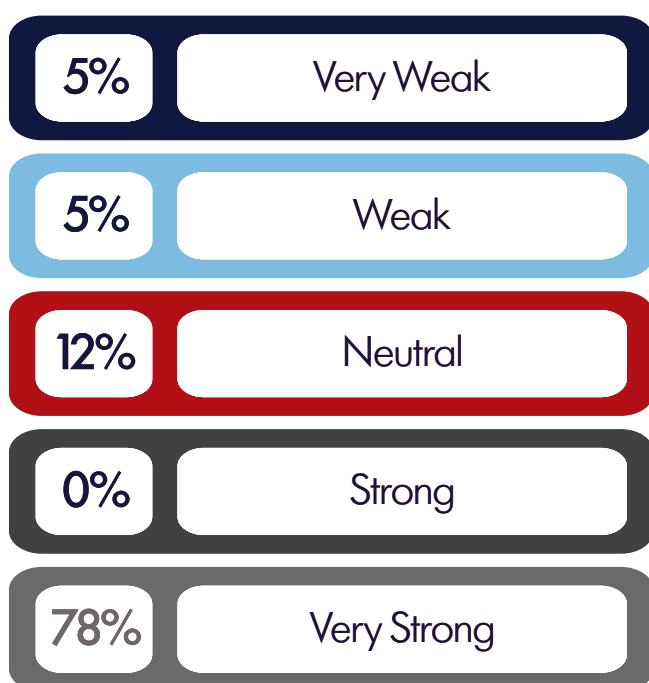 5% Very Weak
5% Weak
12% Neutral
0% Strong
78% Very Strong